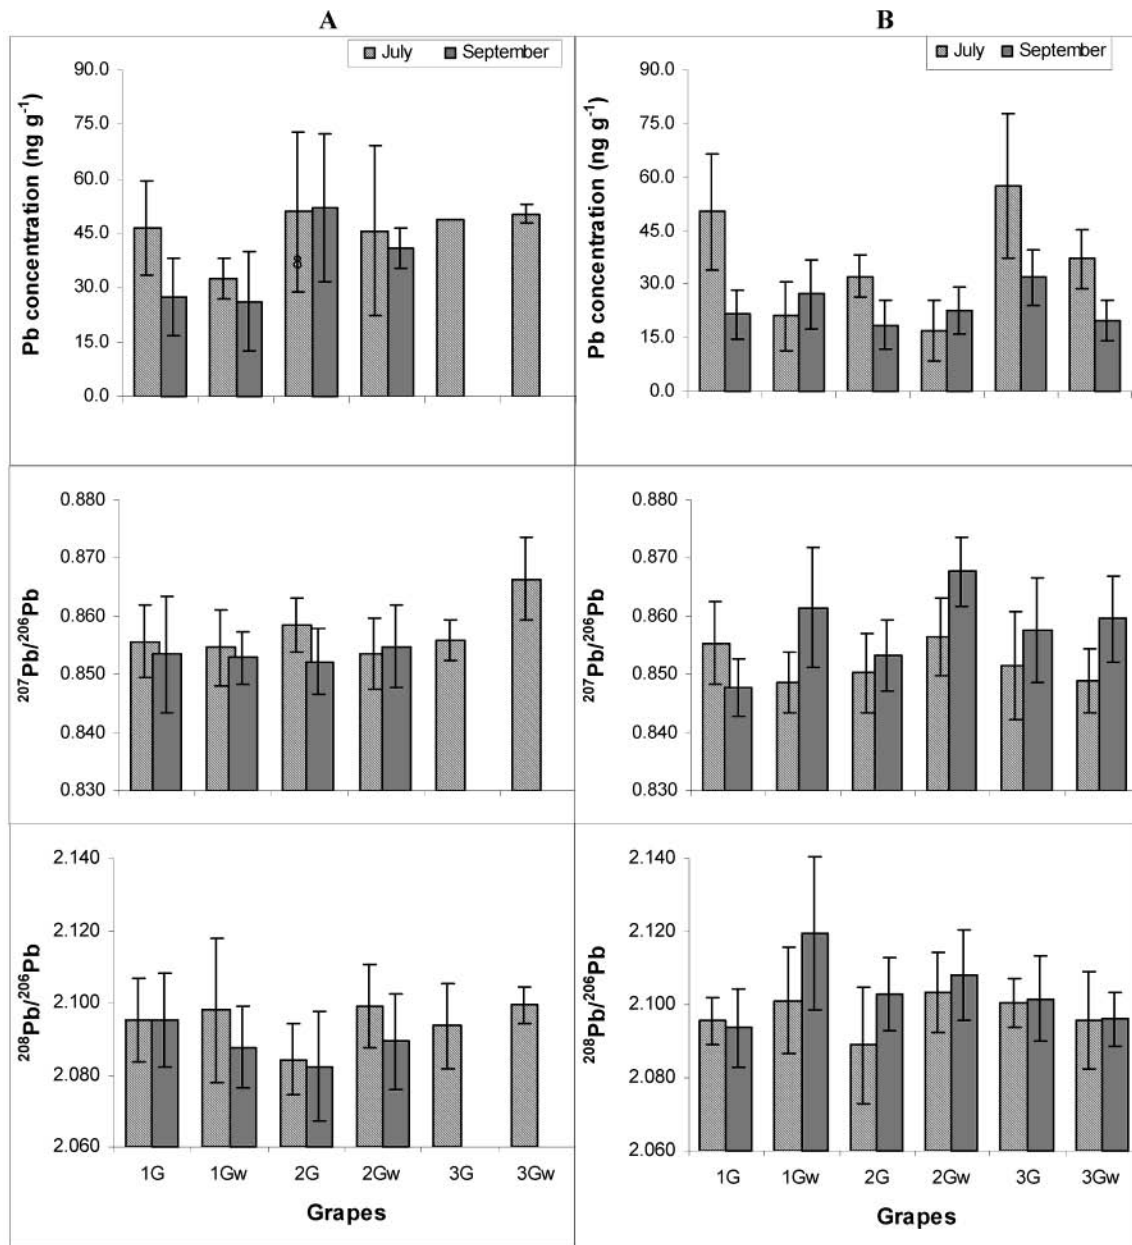 A
B
July September
July September
Pb concentration (ng g⁻¹)
90.0
75.0
60.0
45.0
30.0
15.0
0.0
8
Pb concentration (ng g⁻¹)
90.0
75.0
60.0
45.0
30.0
15.0
0.0
²⁰⁷Pb/²⁰⁶Pb
0.880
0.870
0.860
0.850
0.840
0.830
²⁰⁷Pb/²⁰⁶Pb
0.880
0.870
0.860
0.850
0.840
0.830
²⁰⁸Pb/²⁰⁶Pb
2.140
2.120
2.100
2.080
2.060
1G 1Gw 2G 2Gw 3G 3Gw
Grapes
²⁰⁸Pb/²⁰⁶Pb
2.140
2.120
2.100
2.080
2.060
1G 1Gw 2G 2Gw 3G 3Gw
Grapes